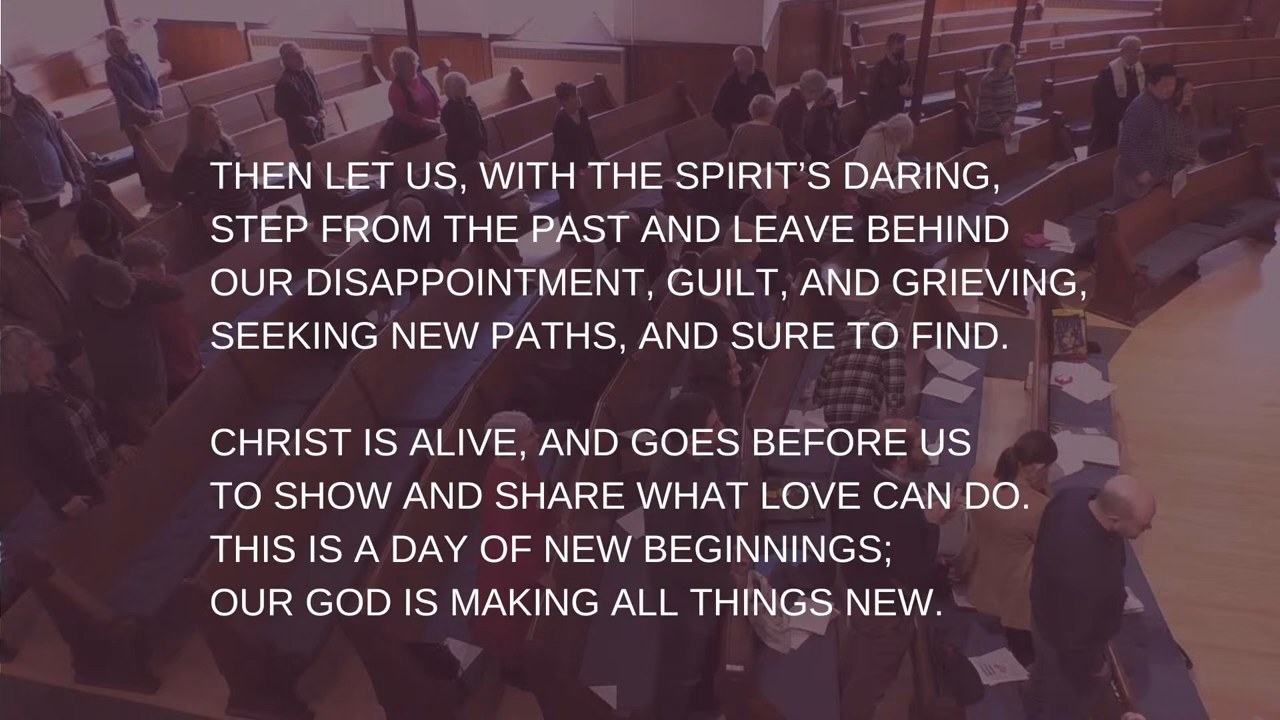 THEN LET US, WITH THE SPIRIT’S DARING,
STEP FROM THE PAST AND LEAVE BEHIND
OUR DISAPPOINTMENT, GUILT, AND GRIEVING,
SEEKING NEW PATHS, AND SURE TO FIND.
CHRIST IS ALIVE, AND GOES BEFORE US
TO SHOW AND SHARE WHAT LOVE CAN DO.
THIS IS A DAY OF NEW BEGINNINGS;
OUR GOD IS MAKING ALL THINGS NEW.